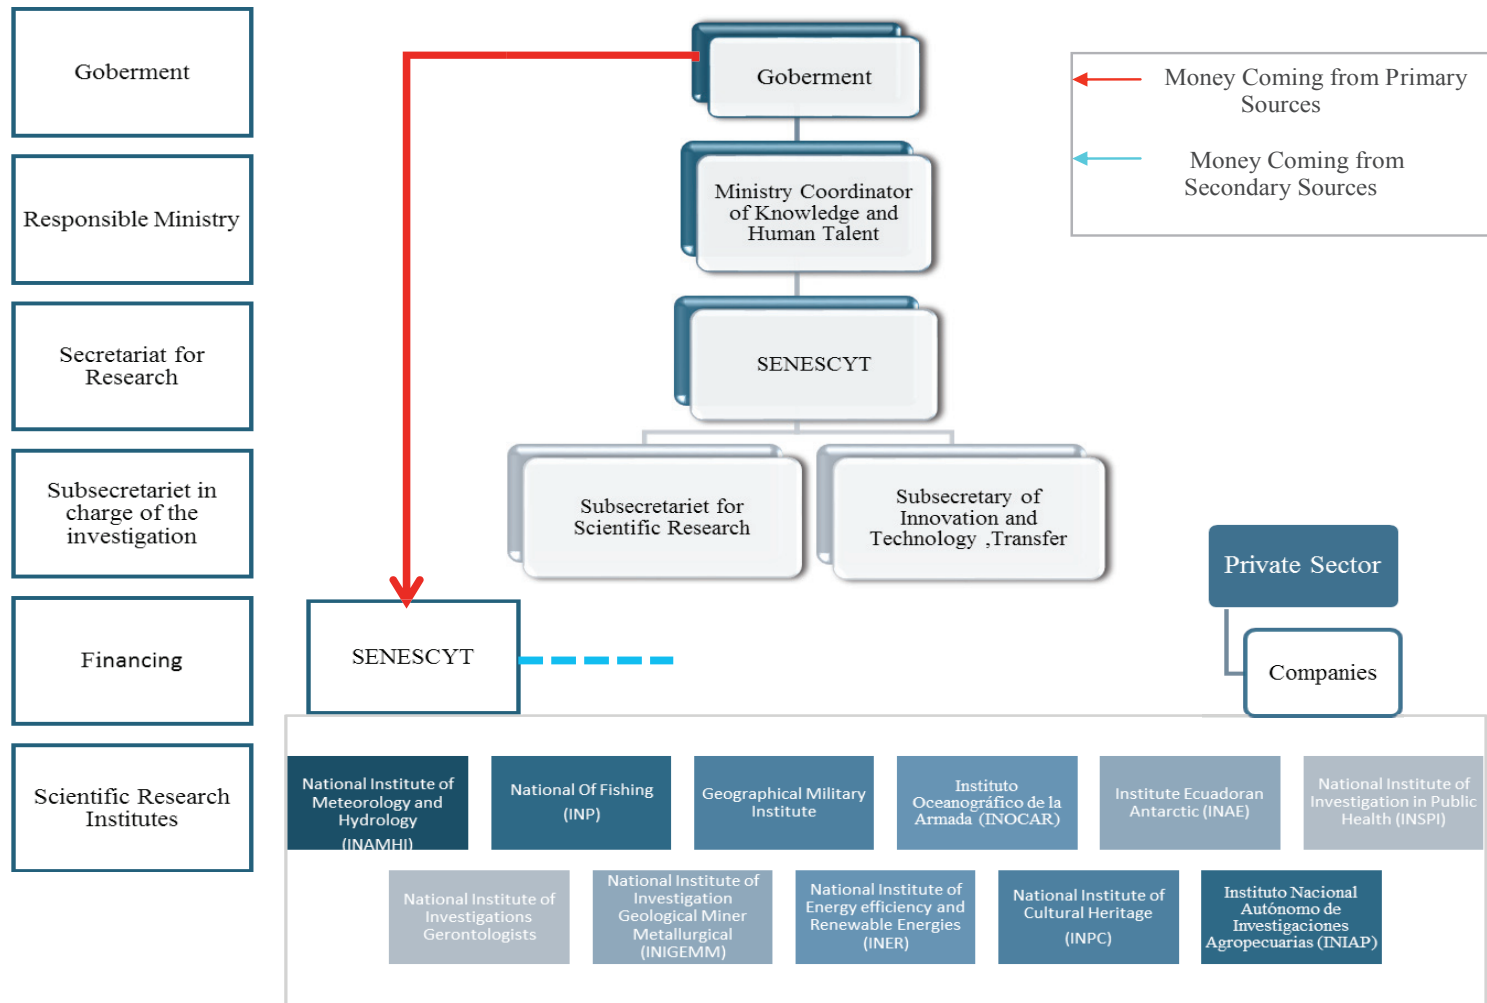 Goberment
Responsible Ministry
Secretariat for
Research
Subsecretariet in
charge of the
investigation
Financing
Scientific Research
Institutes
Goberment
Ministry Coordinator
of Knowledge and
Human Talent
SENESCYT
Subsecretariet for
Scientific Research
Subsecretary of
Innovation and
Technology ,Transfer
Money Coming from Primary
Sources
Money Coming from
Secondary Sources
Private Sector
Companies
SENESCYT
National Institute of
Meteorology and
Hydrology
(INAMHI)
National Of Fishing
(INP)
Geographical Military
Institute
Instituto
Oceanográfico de la
Armada (INOCAR)
Institute Ecuadoran
Antarctic (INAE)
National Institute of
Investigation in Public
Health (INSPI)
National Institute of
Investigations
Gerontologists
National Institute of
Investigation
Geological Miner
Metallurgical
(INIGEMM)
National Institute of
Energy efficiency and
Renewable Energies
(INER)
National Institute of
Cultural Heritage
(INPC)
Instituto Nacional
Autónomo de
Investigaciones
Agropecuarias (INIAP)